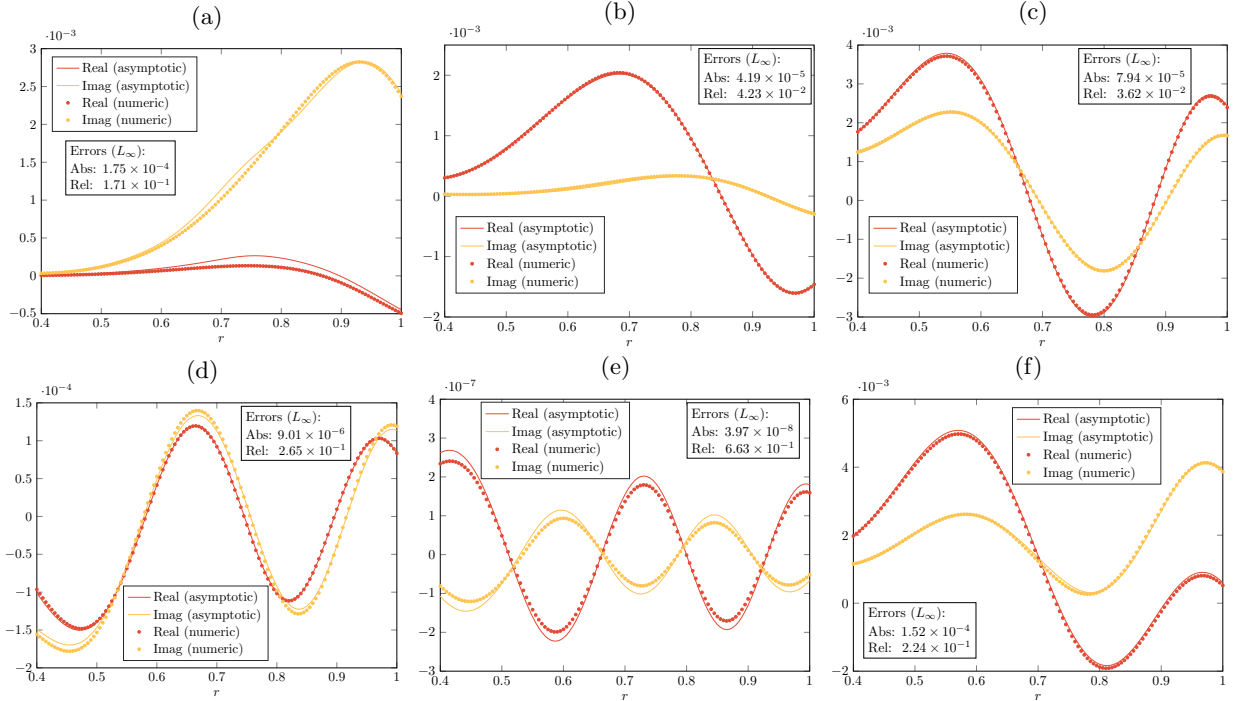 (a)
·10⁻³
3
2.5
2
1.5
1
0.5
0
−0.5
0.4 0.5 0.6 0.7 0.8 0.9 1
r
Real (asymptotic)
Imag (asymptotic)
Real (numeric)
Imag (numeric)
Errors (L∞):
Abs: 1.75 × 10⁻⁴
Rel: 1.71 × 10⁻¹
(b)
·10⁻³
2
1
0
−1
−2
0.4 0.5 0.6 0.7 0.8 0.9 1
r
Errors (L∞):
Abs: 4.19 × 10⁻⁵
Rel: 4.23 × 10⁻²
Real (asymptotic)
Imag (asymptotic)
Real (numeric)
Imag (numeric)
(c)
·10⁻³
4
3
2
1
0
−1
−2
−3
0.4 0.5 0.6 0.7 0.8 0.9 1
r
Errors (L∞):
Abs: 7.94 × 10⁻⁵
Rel: 3.62 × 10⁻²
Real (asymptotic)
Imag (asymptotic)
Real (numeric)
Imag (numeric)
(d)
·10⁻⁴
1.5
1
0.5
0
−0.5
−1
−1.5
−2
0.4 0.5 0.6 0.7 0.8 0.9 1
r
Errors (L∞):
Abs: 9.01 × 10⁻⁶
Rel: 2.65 × 10⁻¹
Real (asymptotic)
Imag (asymptotic)
Real (numeric)
Imag (numeric)
(e)
·10⁻⁷
4
3
2
1
0
−1
−2
−3
0.4 0.5 0.6 0.7 0.8 0.9 1
r
Real (asymptotic)
Imag (asymptotic)
Real (numeric)
Imag (numeric)
Errors (L∞):
Abs: 3.97 × 10⁻⁸
Rel: 6.63 × 10⁻¹
(f)
·10⁻³
6
4
2
0
−2
0.4 0.5 0.6 0.7 0.8 0.9 1
r
Real (asymptotic)
Imag (asymptotic)
Real (numeric)
Imag (numeric)
Errors (L∞):
Abs: 1.52 × 10⁻⁴
Rel: 2.24 × 10⁻¹